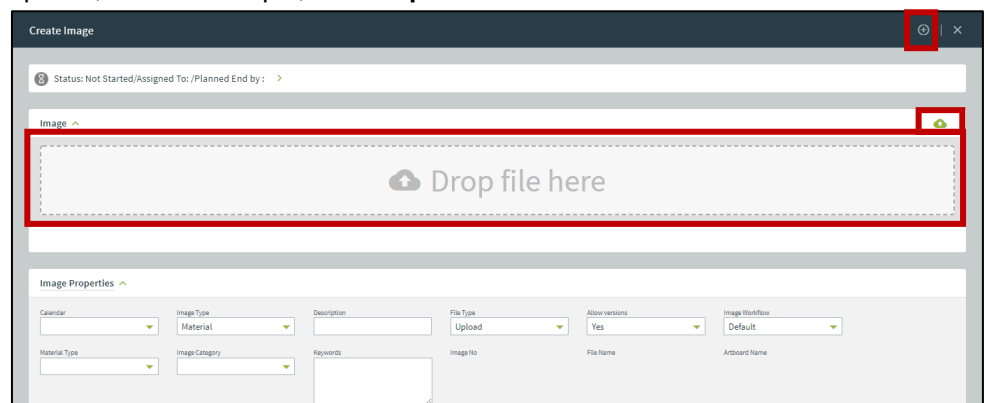 Create Image
Status: Not Started/Assigned To: /Planned End by :
Image
Drop file here
Image Properties
Calendar Image Type Description File Type Allow versions Image Workflow
Material Upload Yes Default
Material Type Image Category Keywords Image No File Name Artboard Name